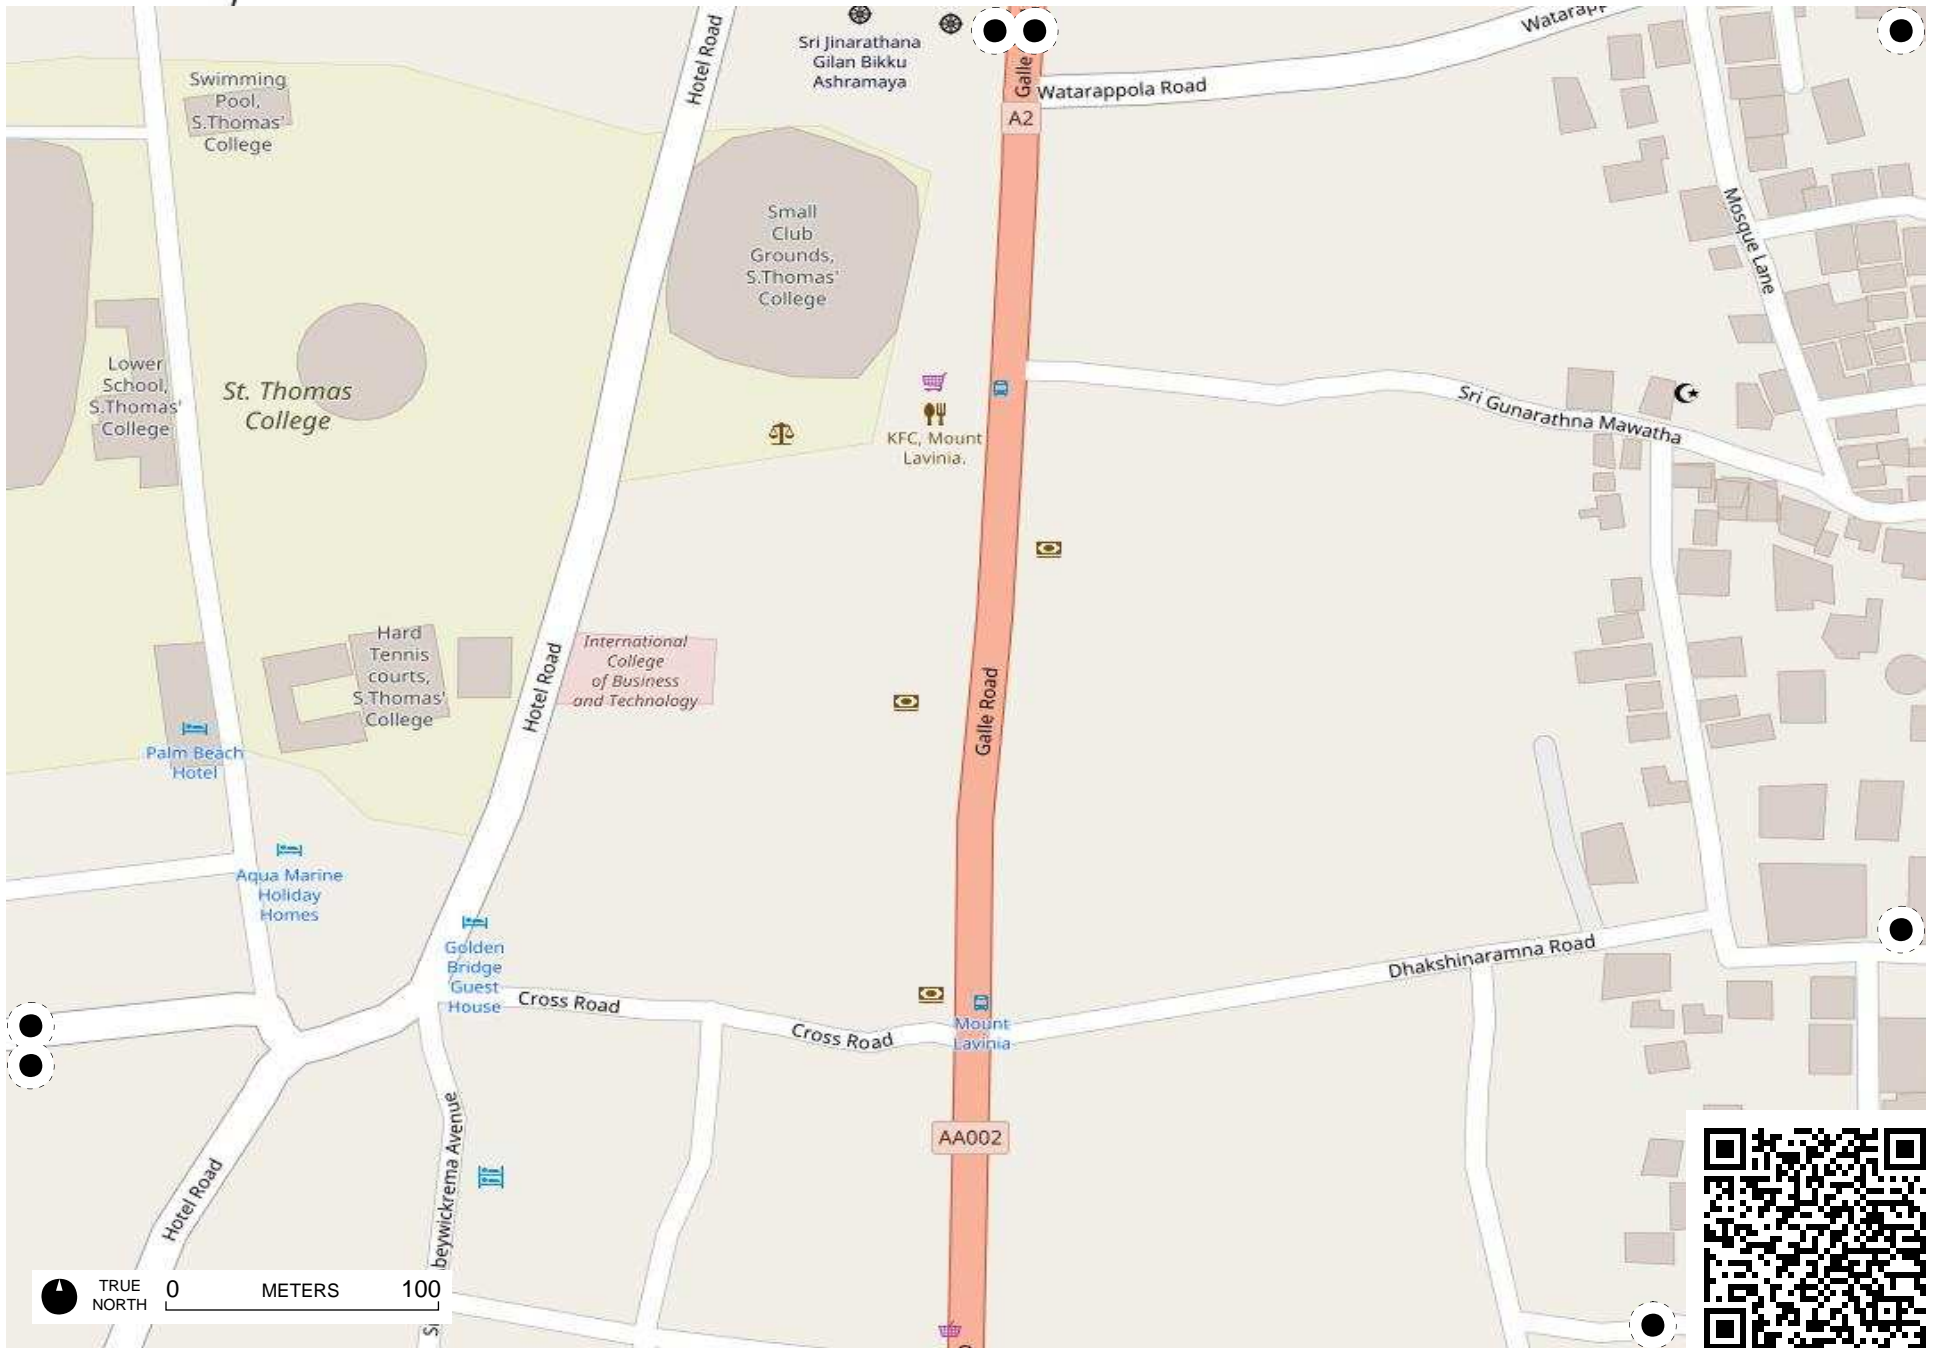 Hotel Road
Sri Jinarathana
Gilan Bikku
Ashramaya
Galle
Watarappola Road
A2
Swimming
Pool,
S.Thomas'
College
Small
Club
Grounds,
S.Thomas'
College
Mosque Lane
Lower
School,
S.Thomas'
College
St. Thomas
College
KFC, Mount
Lavinia.
Sri Gunarathna Mawatha
Hard
Tennis
courts,
S.Thomas'
College
Hotel Road
International
College
of Business
and Technology
Galle Road
Palm Beach
Hotel
Aqua Marine
Holiday
Homes
Golden
Bridge
Guest
House
Cross Road
Cross Road
Mount
Lavinia
Dhakshinaramna Road
AA002
Hotel Road
beywickrema Avenue
TRUE
NORTH
0 METERS 100